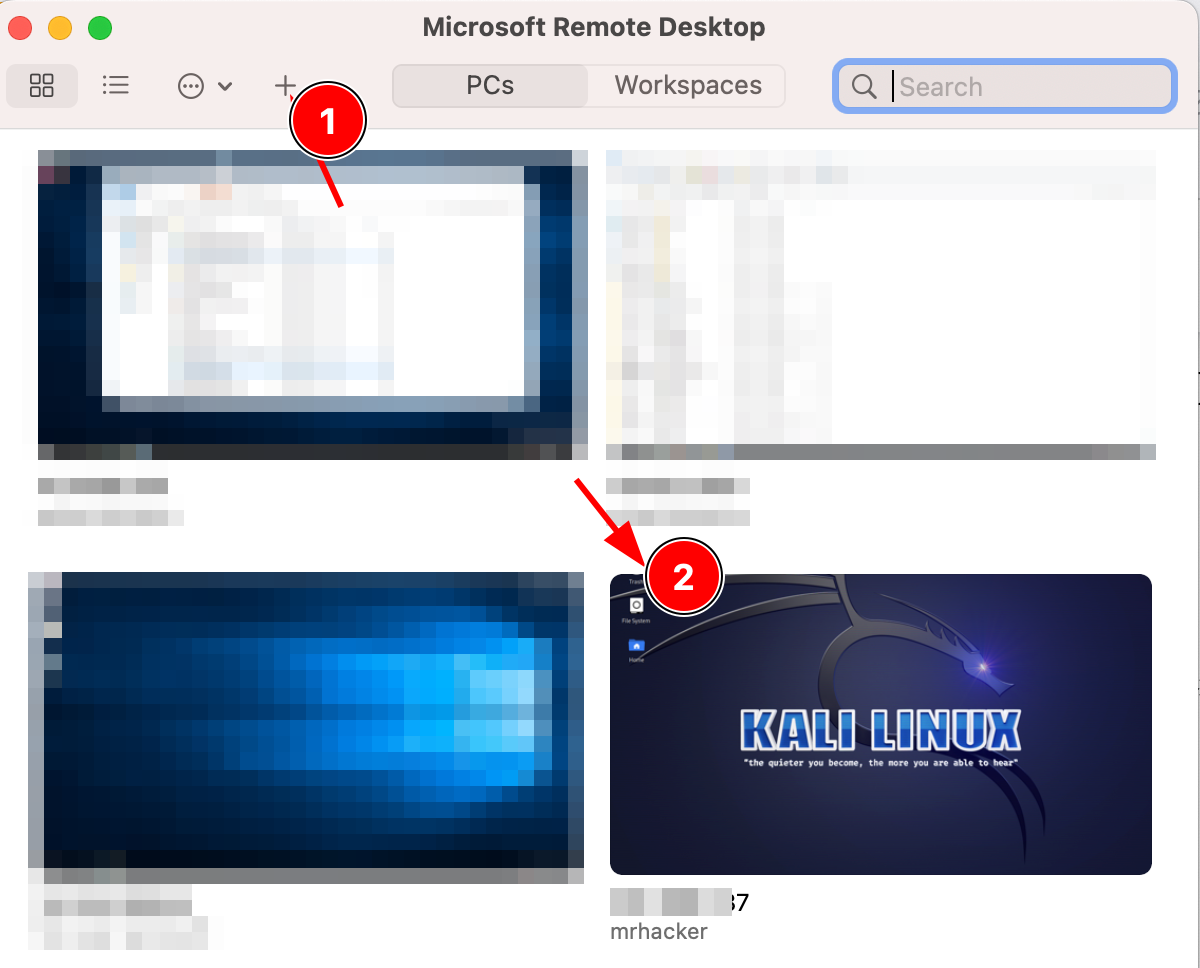 Microsoft Remote Desktop
PCs
Workspaces
Search
1
2
Trash
File System
Home
KALI LINUX
"the quieter you become, the more you are able to hear"
37
mrhacker